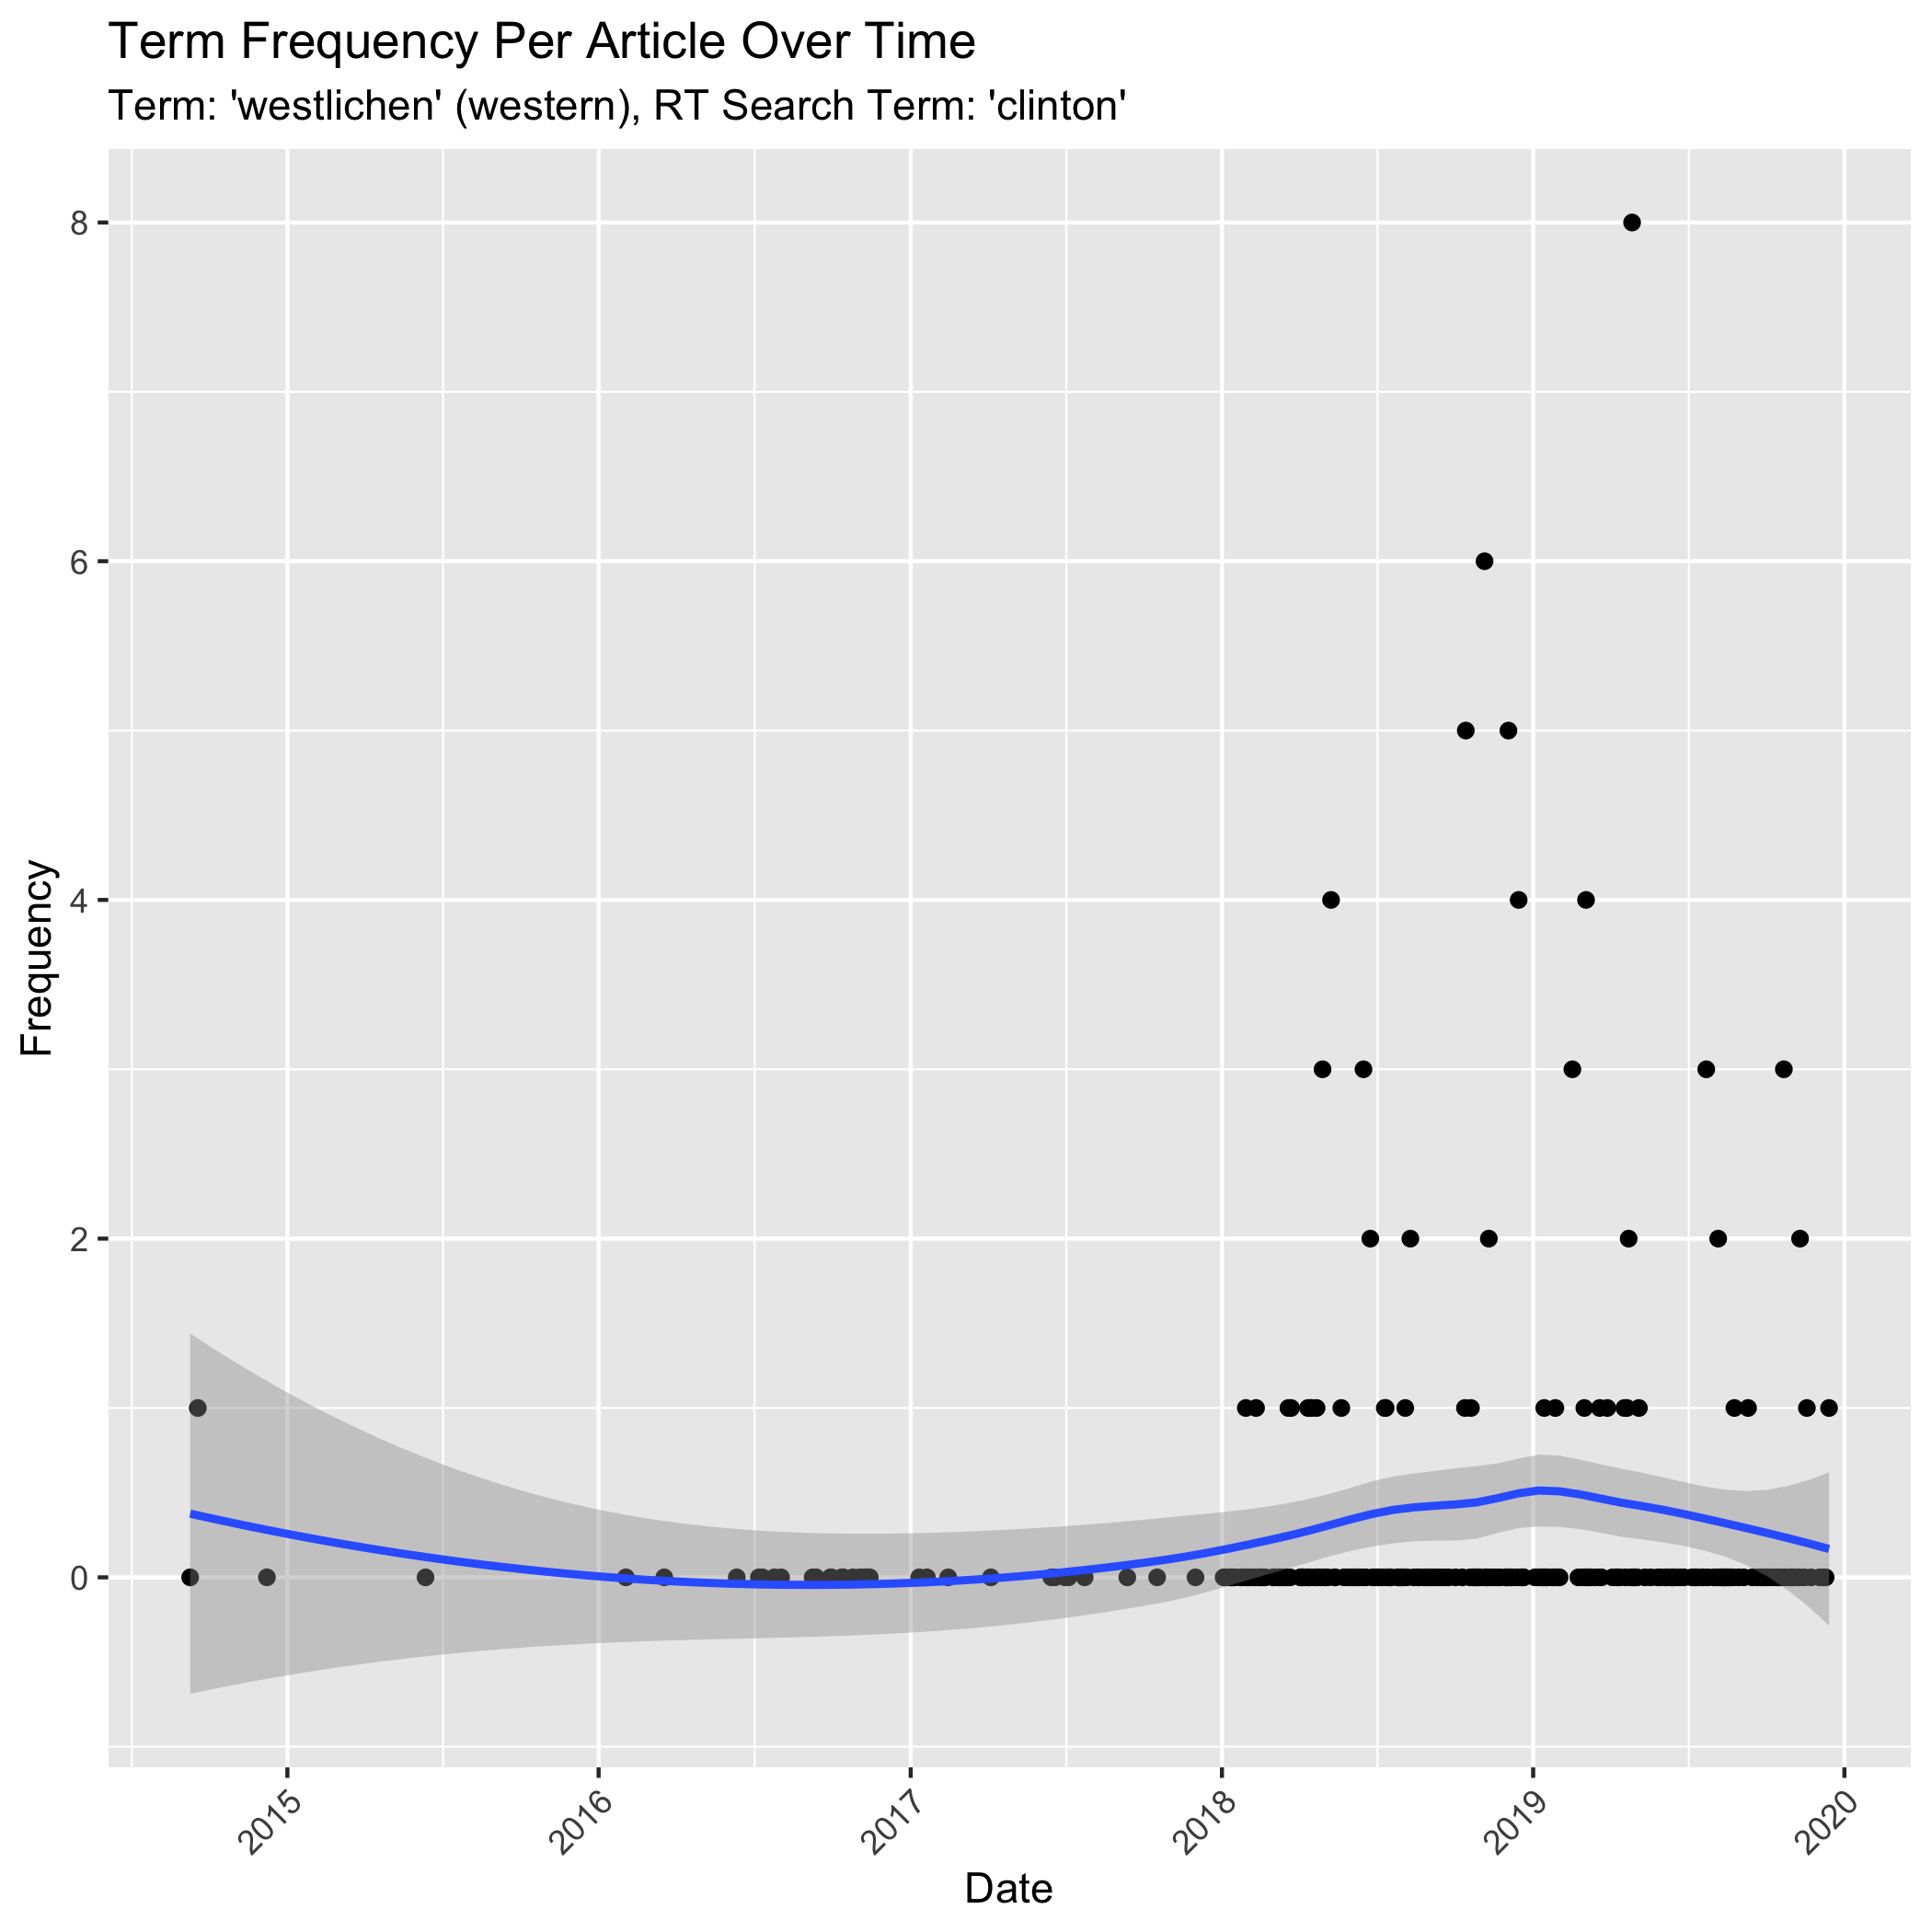 Term Frequency Per Article Over Time
Term: 'westlichen' (western), RT Search Term: 'clinton'
Frequency
8
6
4
2
0
2015
2016
2017
2018
2019
2020
Date